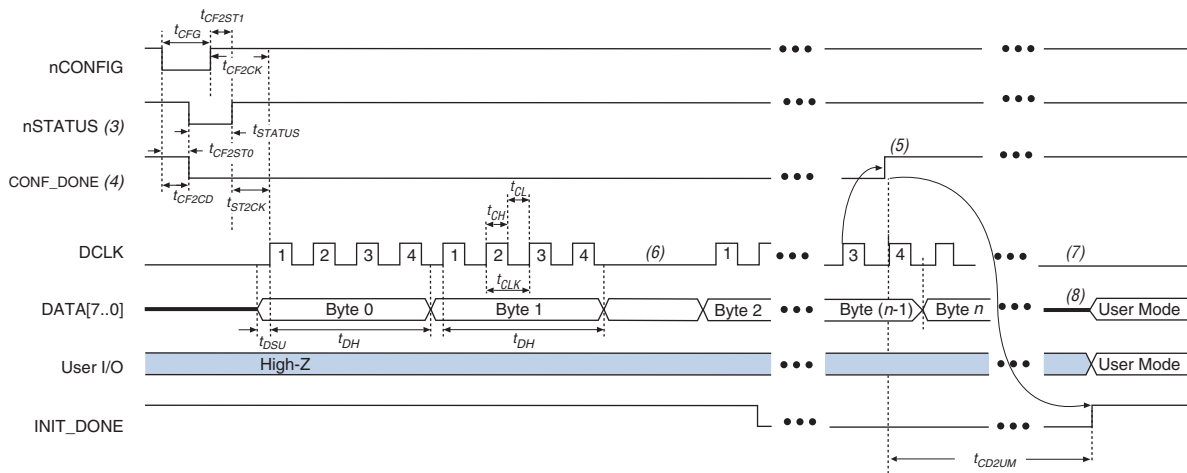 tCF2ST1
tCFG
nCONFIG
tCF2CK
nSTATUS (3)
tSTATUS
tCF2ST0
CONF_DONE (4)
(5)
tCF2CD
tST2CK
tCL
tCH
DCLK
1 2 3 4 1 2 3 4 (6) 1 3 4 (7)
tCLK
DATA[7..0]
Byte 0 Byte 1 Byte 2 Byte (n-1) Byte n (8) User Mode
tDSU tDH tDH
User I/O
High-Z User Mode
INIT_DONE
tCD2UM